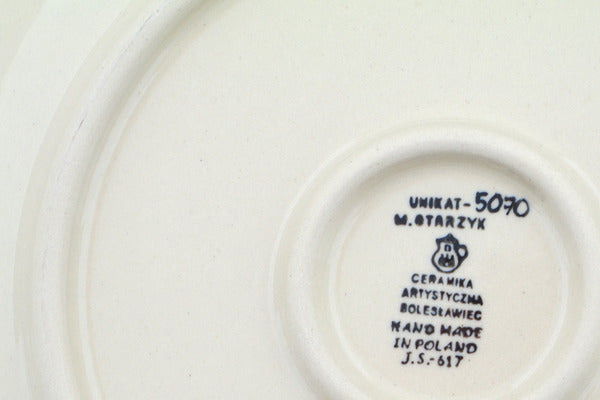 UNIKAT-5070
M.STARZYK
CERAMIKA
ARTYSTYCZNA
BOLESŁAWIEC
HAND MADE
IN POLAND
J.S.-617